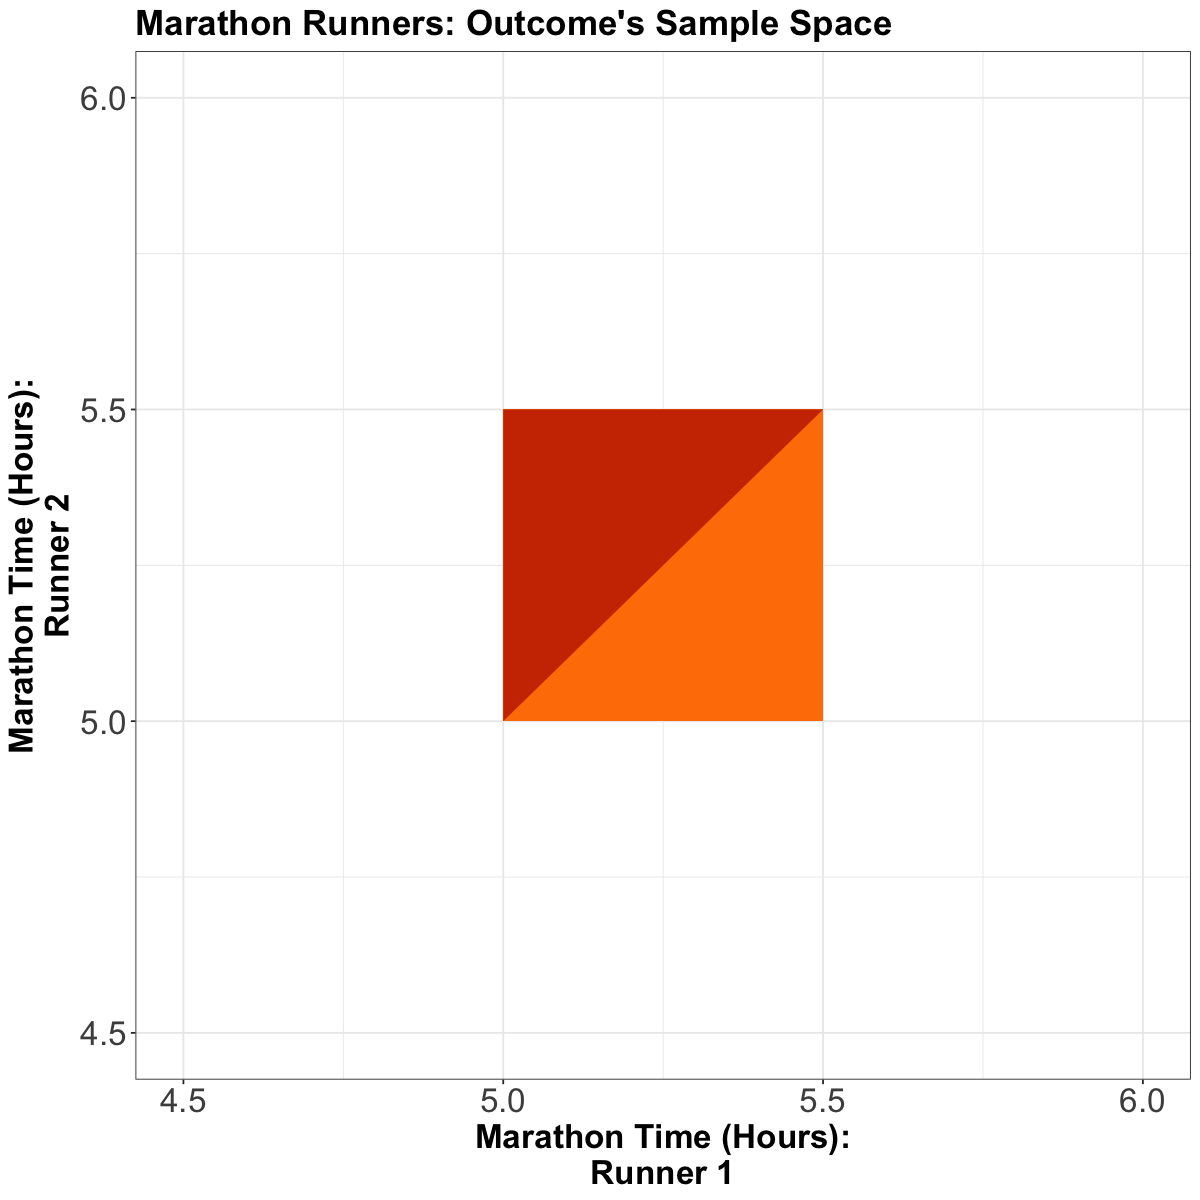 Marathon Runners: Outcome's Sample Space
Marathon Time (Hours):
Runner 2
6.0
5.5
5.0
4.5
4.5 5.0 5.5 6.0
Marathon Time (Hours):
Runner 1